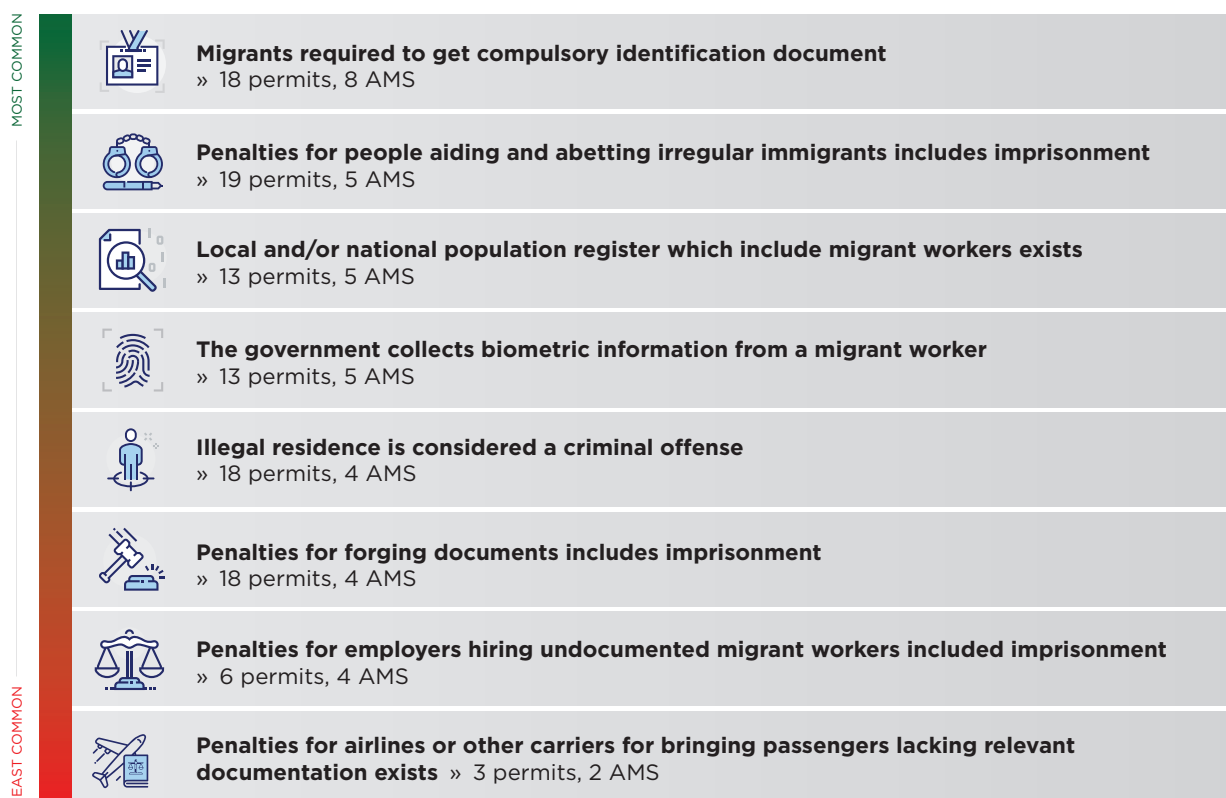 MOST COMMON
Migrants required to get compulsory identification document
» 18 permits, 8 AMS
Penalties for people aiding and abetting irregular immigrants includes imprisonment
» 19 permits, 5 AMS
Local and/or national population register which include migrant workers exists
» 13 permits, 5 AMS
The government collects biometric information from a migrant worker
» 13 permits, 5 AMS
Illegal residence is considered a criminal offense
» 18 permits, 4 AMS
Penalties for forging documents includes imprisonment
» 18 permits, 4 AMS
Penalties for employers hiring undocumented migrant workers included imprisonment
» 6 permits, 4 AMS
Penalties for airlines or other carriers for bringing passengers lacking relevant
documentation exists » 3 permits, 2 AMS
EAST COMMON